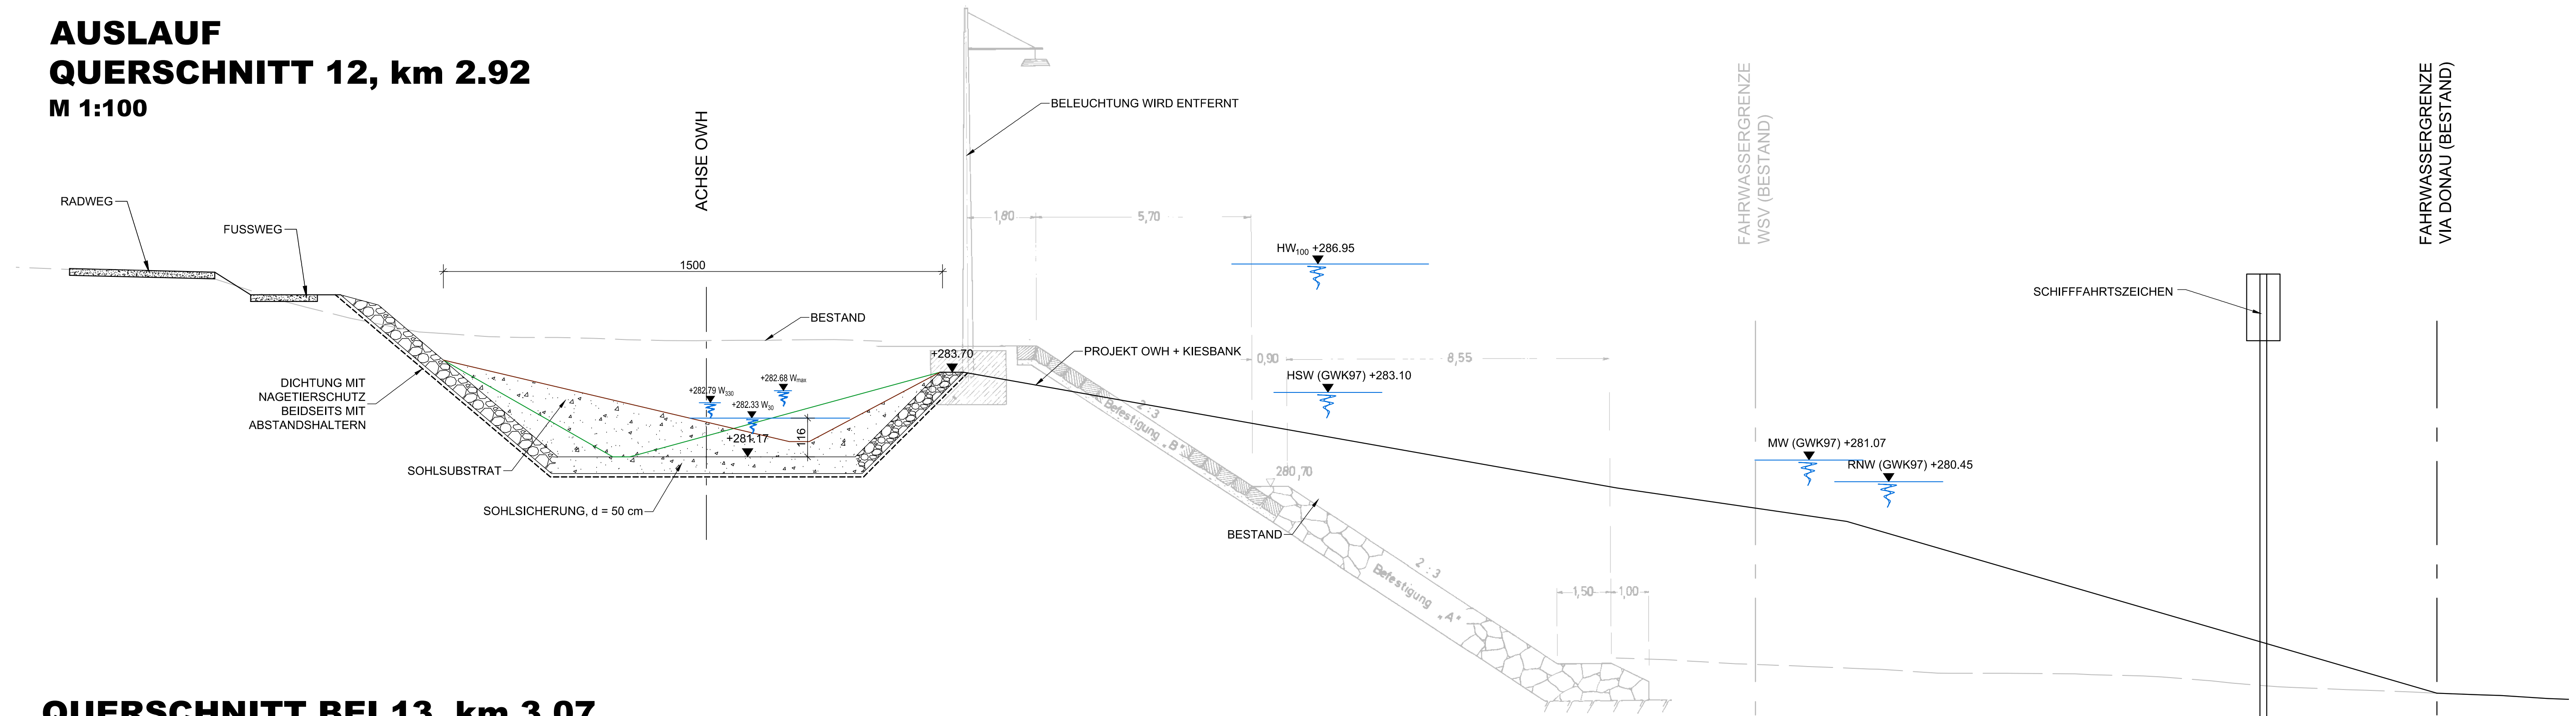 AUSLAUF
QUERSCHNITT 12, km 2.92
M 1:100
RADWEG
FUSSWEG
ACHSE OWH
1500
BELEUCHTUNG WIRD ENTFERNT
1,80
5,70
HW100 +286.95
FAHRWASSERGRENZE
WSV (BESTAND)
FAHRWASSERGRENZE
VIA DONAU (BESTAND)
SCHIFFFAHRTSZEICHEN
BESTAND
+283.70
PROJEKT OWH + KIESBANK
0,90
8,55
HSW (GWK97) +283.10
DICHTUNG MIT
NAGETIERSCHUTZ
BEIDSEITS MIT
ABSTANDSHALTERN
+282.79 W330
+282.68 Wmax
+282.33 W30
116
+281.17
2 : 3
Befestigung „B"
MW (GWK97) +281.07
RNW (GWK97) +280.45
SOHLSUBSTRAT
280,70
SOHLSICHERUNG, d = 50 cm
BESTAND
2 : 3
Befestigung „A"
1,50
1,00
QUERSCHNITT BEI 13, km 3.07